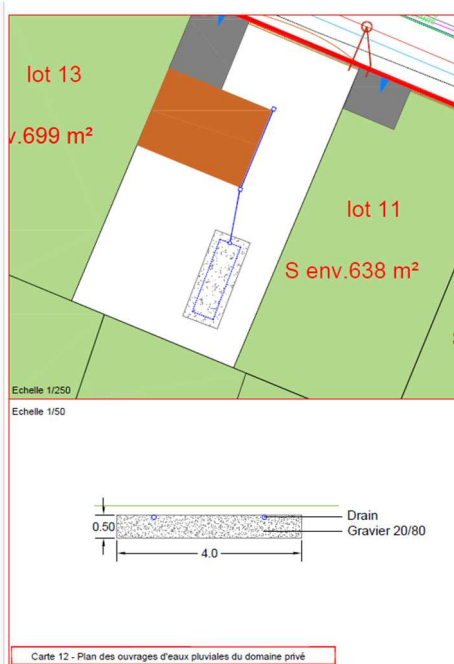 lot 13
v.699 m²
lot 11
S env.638 m²
Echelle 1/250
Echelle 1/50
0.50
Drain
Gravier 20/80
4.0
Carte 12 - Plan des ouvrages d'eaux pluviales du domaine privé